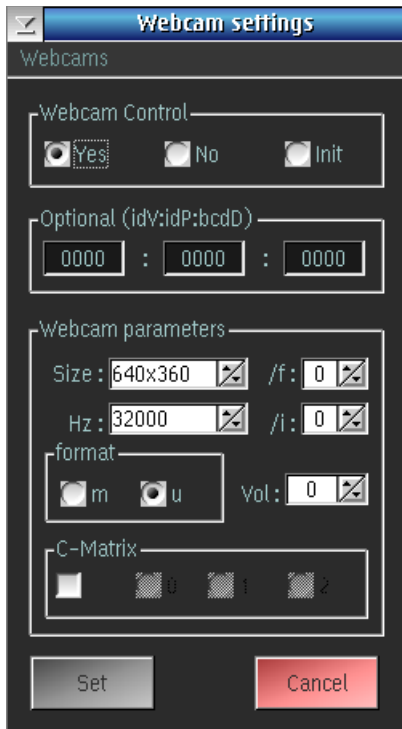 Webcam settings
Webcams
Webcam Control
Yes No Init
Optional (idV:idP:bcdD)
0000 : 0000 : 0000
Webcam parameters
Size : 640x360 /f : 0
Hz : 32000 /i : 0
format
m u Vol : 0
C-Matrix
0 1 2
Set Cancel